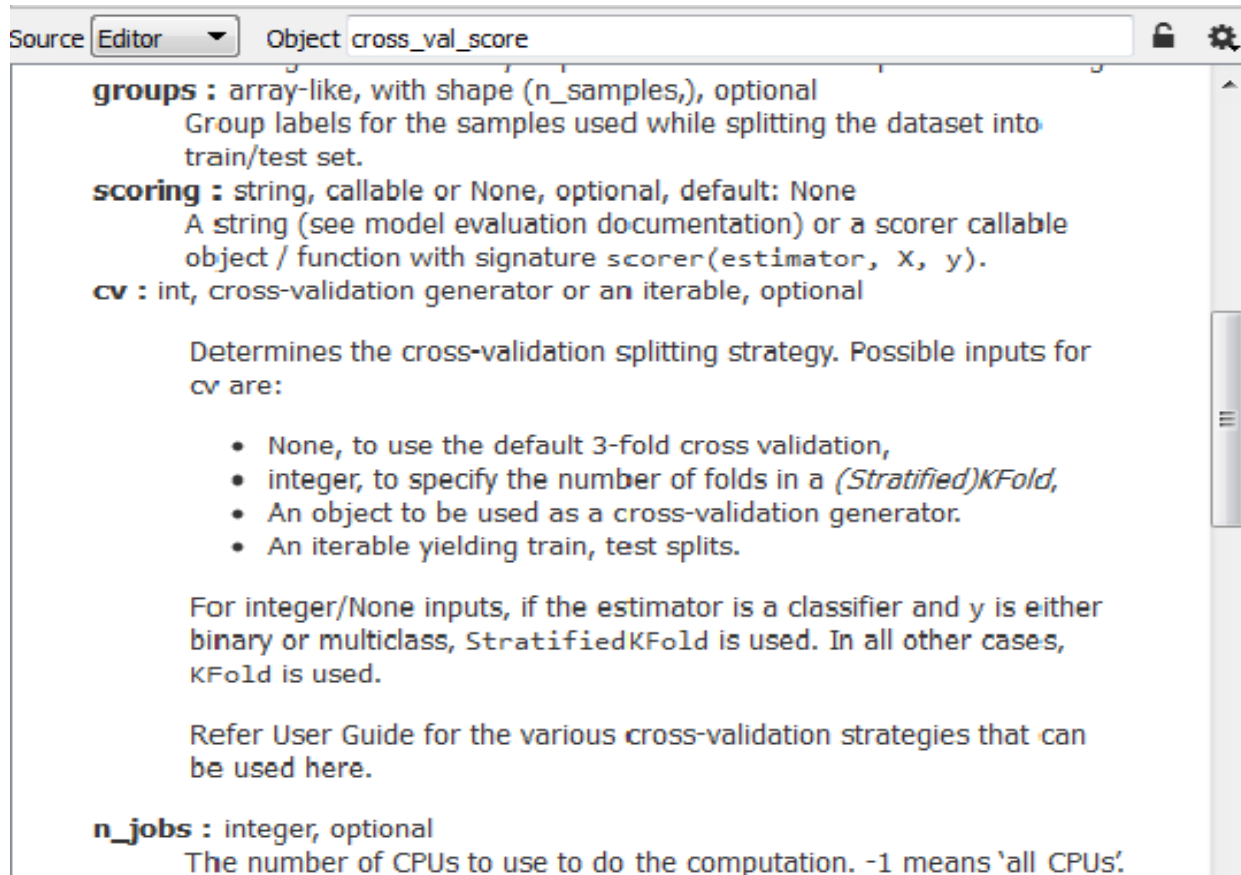 Source Editor Object cross_val_score
groups : array-like, with shape (n_samples,), optional
Group labels for the samples used while splitting the dataset into
train/test set.
scoring : string, callable or None, optional, default: None
A string (see model evaluation documentation) or a scorer callable
object / function with signature scorer(estimator, X, y).
cv : int, cross-validation generator or an iterable, optional
Determines the cross-validation splitting strategy. Possible inputs for
cv are:
• None, to use the default 3-fold cross validation,
• integer, to specify the number of folds in a (Stratified)KFold,
• An object to be used as a cross-validation generator.
• An iterable yielding train, test splits.
For integer/None inputs, if the estimator is a classifier and y is either
binary or multiclass, StratifiedKFold is used. In all other cases,
KFold is used.
Refer User Guide for the various cross-validation strategies that can
be used here.
n_jobs : integer, optional
The number of CPUs to use to do the computation. -1 means ‘all CPUs’.